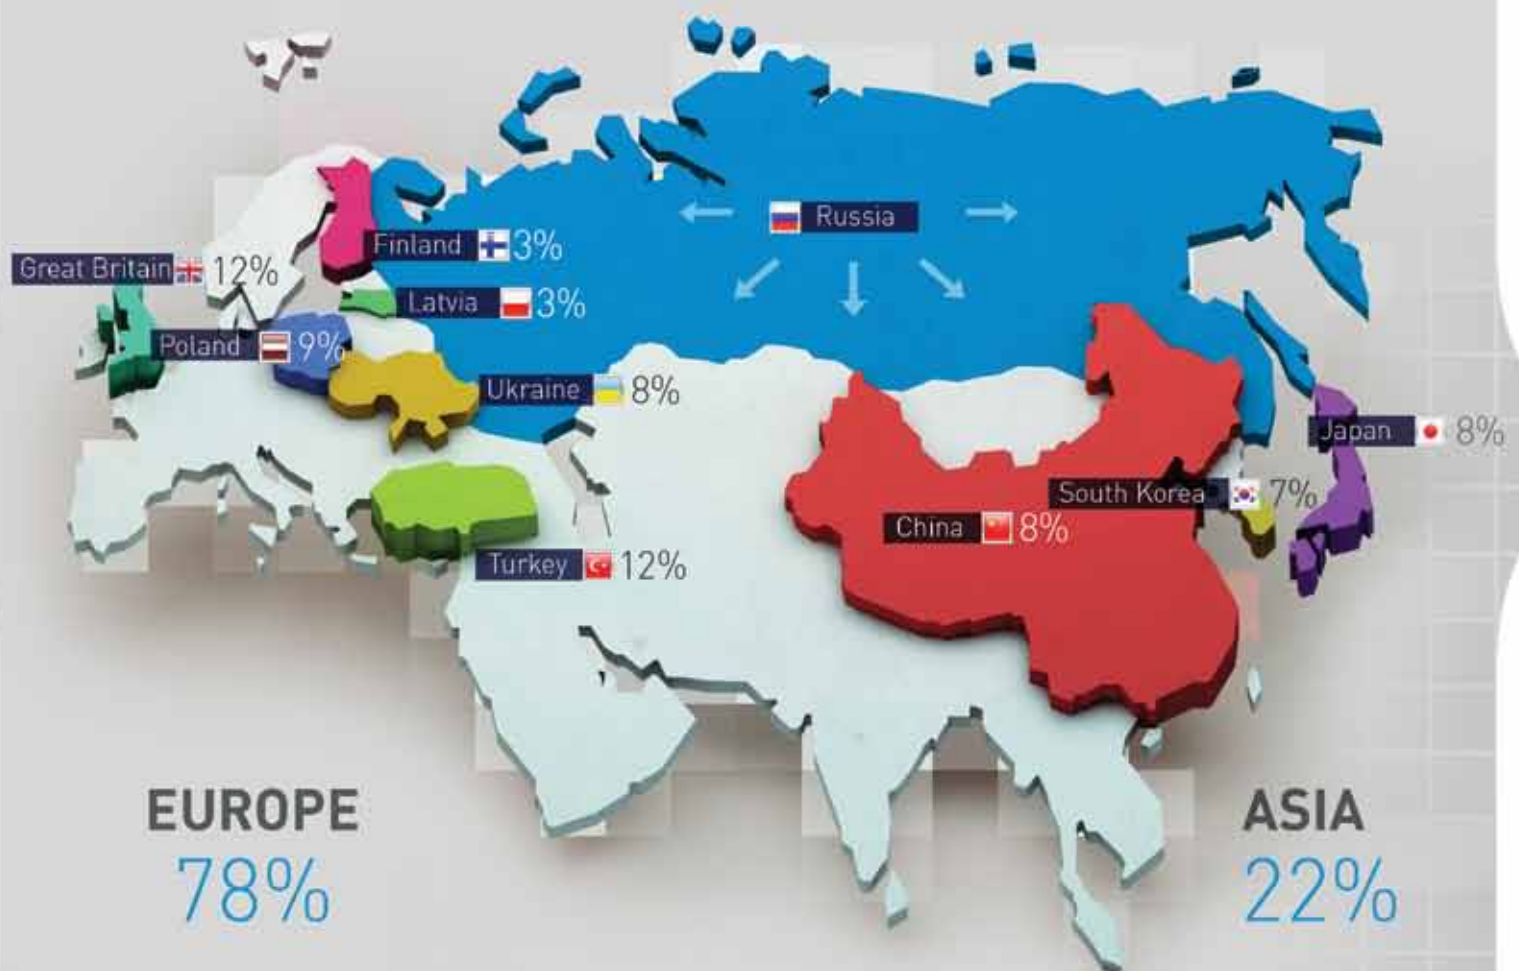 Russia
Finland 3%
Great Britain 12%
Latvia 3%
Poland 9%
Ukraine 8%
Japan 8%
South Korea 7%
China 8%
Turkey 12%
EUROPE
78%
ASIA
22%